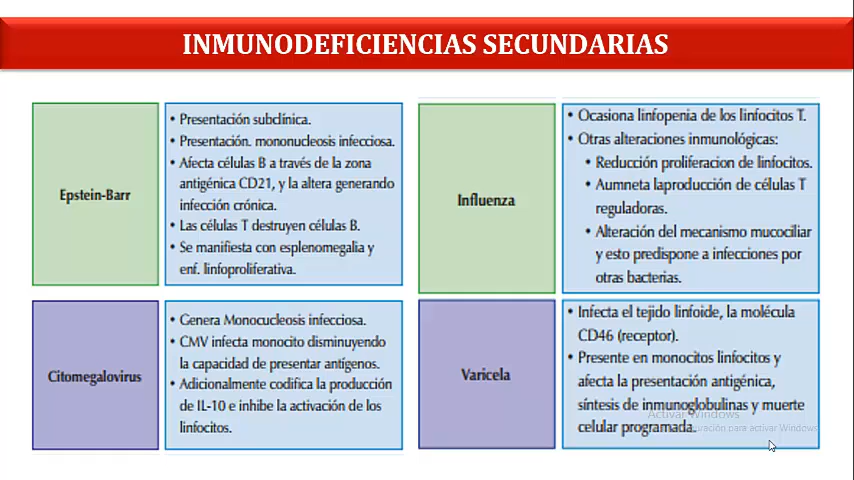 INMUNODEFICIENCIAS SECUNDARIAS
Epstein-Barr
• Presentación subclínica.
• Presentación. mononucleosis infecciosa.
• Afecta células B a través de la zona
antigénica CD21, y la altera generando
infección crónica.
• Las células T destruyen células B.
• Se manifiesta con esplenomegalia y
enf. linfoproliferativa.
Influenza
• Ocasiona linfopenia de los linfocitos T.
• Otras alteraciones inmunológicas:
• Reducción proliferacion de linfocitos.
• Aumneta laproducción de células T
reguladoras.
• Alteración del mecanismo mucociliar
y esto predispone a infecciones por
otras bacterias.
Citomegalovirus
• Genera Monocucleosis infecciosa.
• CMV infecta monocito disminuyendo
la capacidad de presentar antígenos.
• Adicionalmente codifica la producción
de IL-10 e inhibe la activación de los
linfocitos.
Varicela
• Infecta el tejido linfoide, la molécula
CD46 (receptor).
• Presente en monocitos linfocitos y
afecta la presentación antigénica,
síntesis de inmunoglobulinas y muerte
celular programada.
Activar Windows
para activar Windows